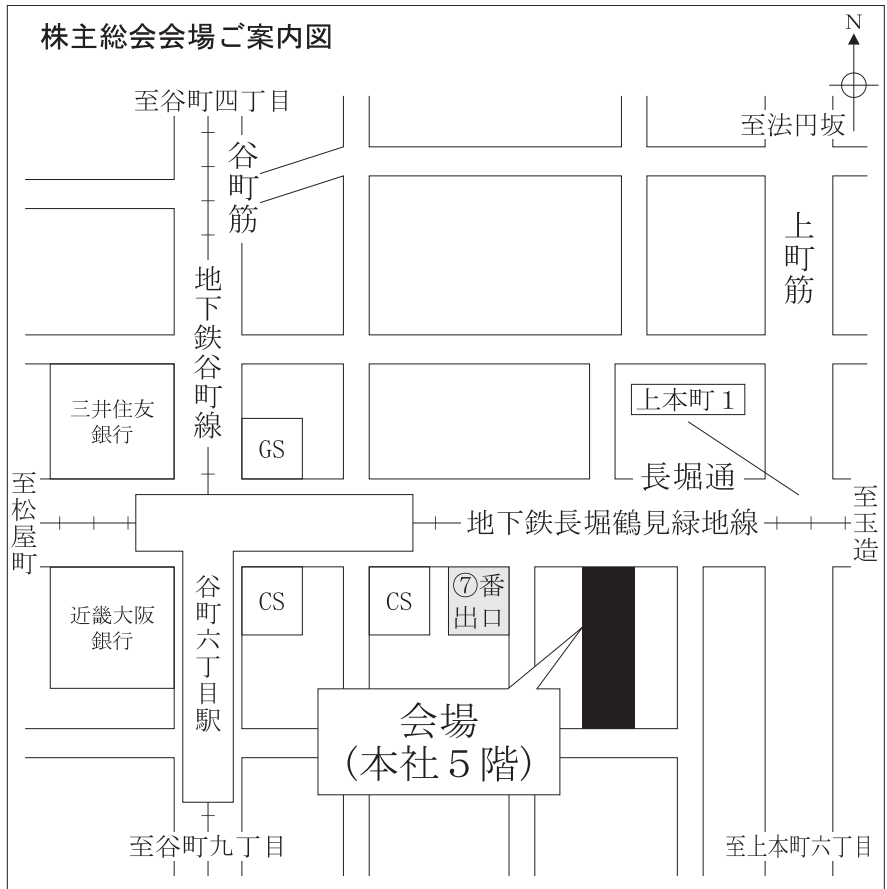 株主総会会場ご案内図
N
至谷町四丁目
至法円坂
谷町筋
上町筋
地下鉄谷町線
三井住友
銀行
GS
上本町1
長堀通
至松屋町
地下鉄長堀鶴見緑地線
至玉造
近畿大阪
銀行
谷町六丁目駅
CS
CS
⑦番
出口
会場
(本社5階)
至谷町九丁目
至上本町六丁目